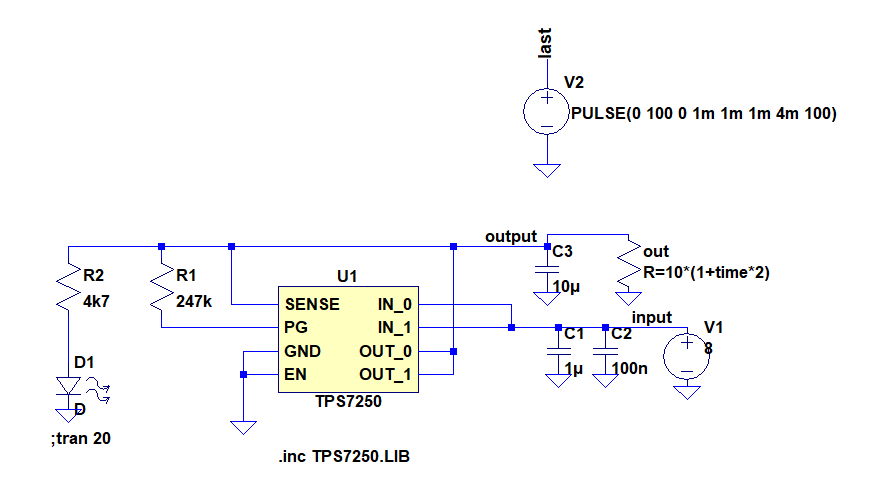 last
V2
PULSE(0 100 0 1m 1m 1m 4m 100)
output
C3
out
R2
R1
U1
R=10*(1+time*2)
4k7
247k
10µ
SENSE
IN_0
input
PG
IN_1
C1
C2
V1
8
GND
OUT_0
D1
1µ
100n
EN
OUT_1
TPS7250
D
;tran 20
.inc TPS7250.LIB